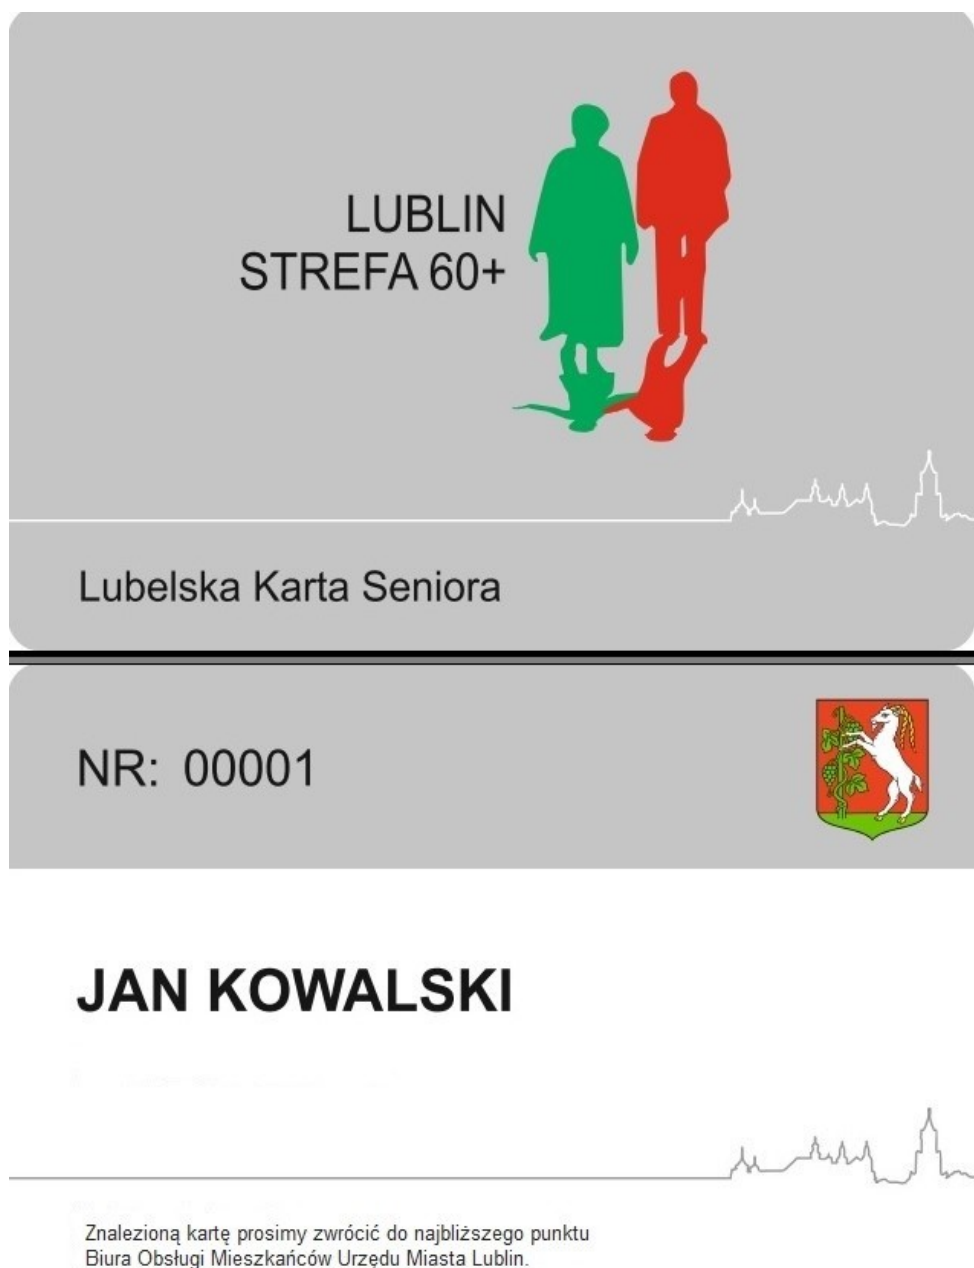 LUBLIN
STREFA 60+
Lubelska Karta Seniora
NR: 00001
JAN KOWALSKI
Znalezioną kartę prosimy zwrócić do najbliższego punktu
Biura Obsługi Mieszkańców Urzędu Miasta Lublin.